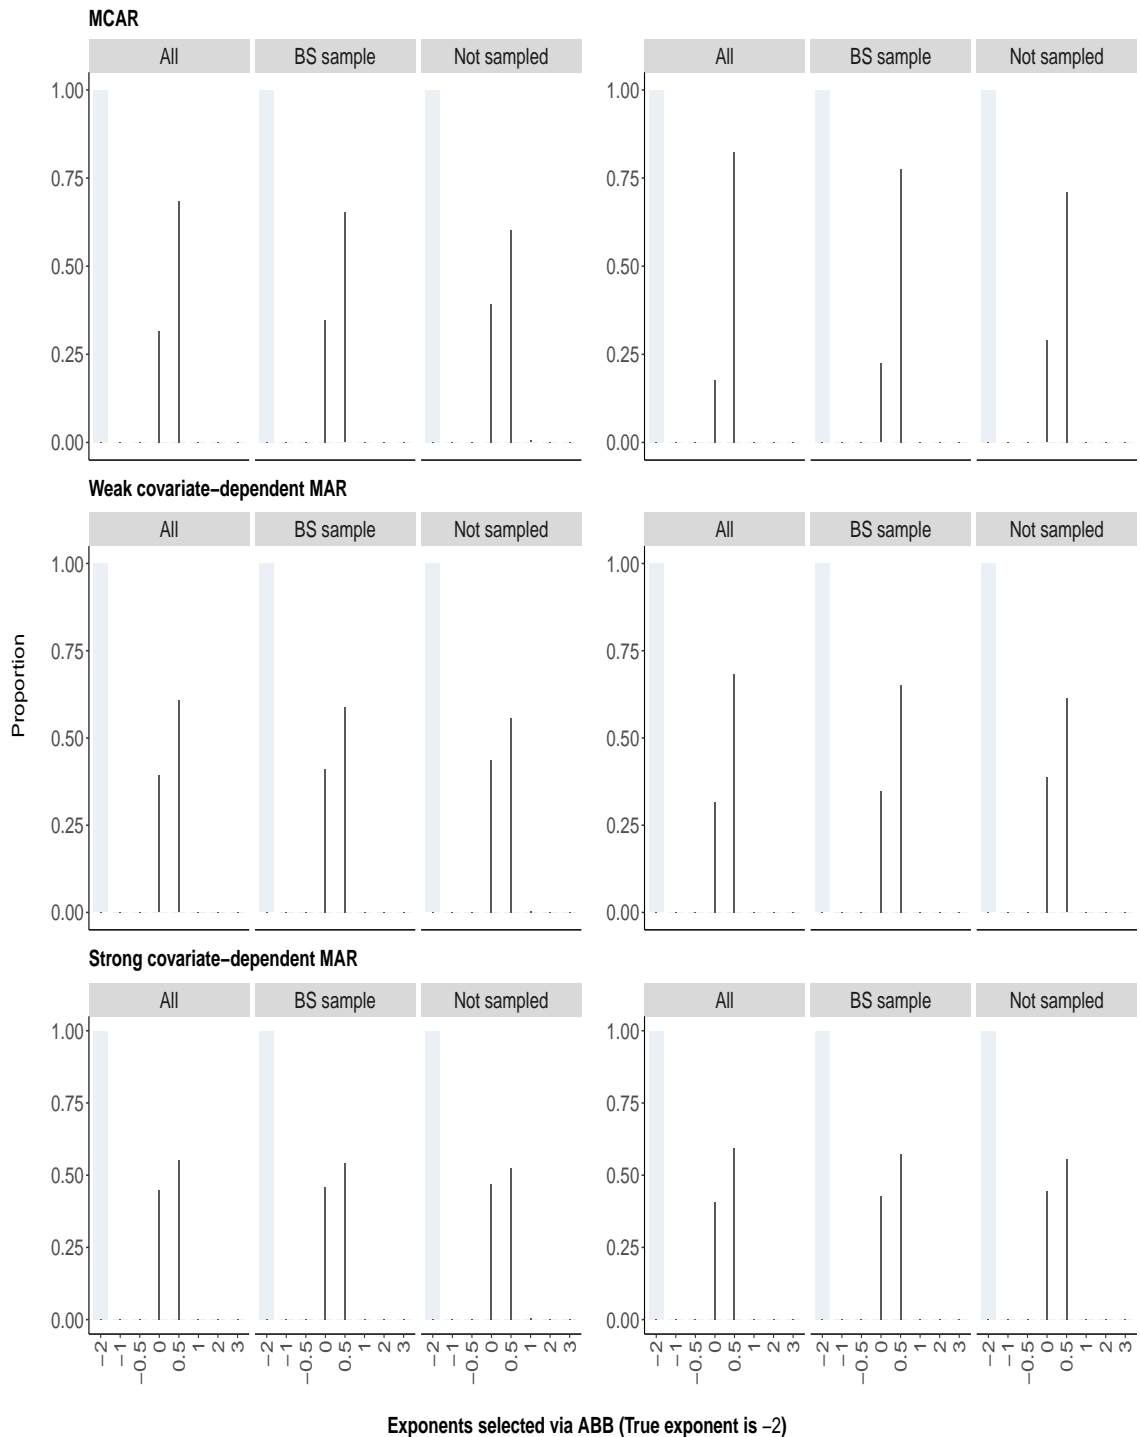 MCAR
All BS sample Not sampled All BS sample Not sampled
1.00 1.00
0.75 0.75
0.50 0.50
0.25 0.25
0.00 0.00
Weak covariate−dependent MAR
All BS sample Not sampled All BS sample Not sampled
1.00 1.00
0.75 0.75
Proportion
0.50 0.50
0.25 0.25
0.00 0.00
Strong covariate−dependent MAR
All BS sample Not sampled All BS sample Not sampled
1.00 1.00
0.75 0.75
0.50 0.50
0.25 0.25
0.00 0.00
−2 −1 −0.5 0 0.5 1 2 3 −2 −1 −0.5 0 0.5 1 2 3 −2 −1 −0.5 0 0.5 1 2 3 −2 −1 −0.5 0 0.5 1 2 3 −2 −1 −0.5 0 0.5 1 2 3 −2 −1 −0.5 0 0.5 1 2 3
Exponents selected via ABB (True exponent is −2)